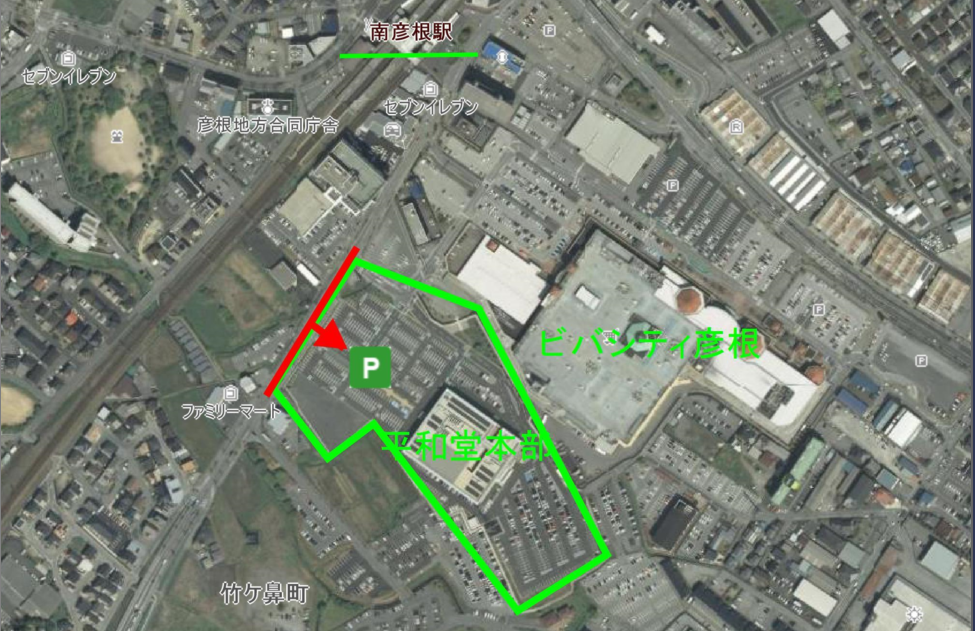 南彦根駅
P
セブンイレブン
セブンイレブン
彦根地方合同庁舎
P
P
ビバシティ彦根
P
P
P
ファミリーマート
平和堂本部
竹ケ鼻町